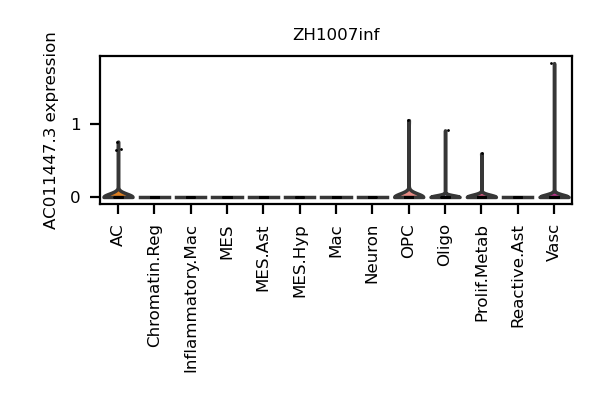 ZH1007inf
AC011447.3 expression
1
0
AC
Chromatin.Reg
Inflammatory.Mac
MES
MES.Ast
MES.Hyp
Mac
Neuron
OPC
Oligo
Prolif.Metab
Reactive.Ast
Vasc